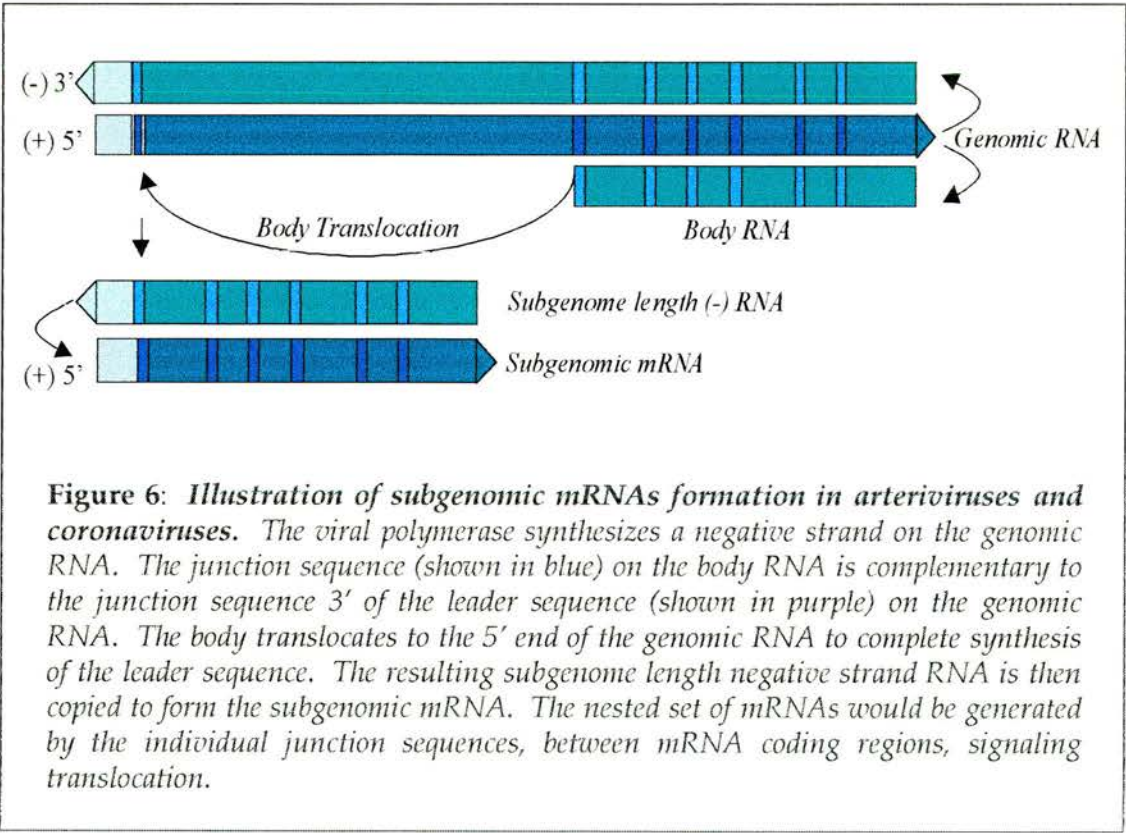 (-) 3'
(+) 5'
Genomic RNA
Body Translocation
Body RNA
Subgenome length (-) RNA
(+) 5'
Subgenomic mRNA
Figure 6: Illustration of subgenomic mRNAs formation in arteriviruses and
coronaviruses. The viral polymerase synthesizes a negative strand on the genomic
RNA. The junction sequence (shown in blue) on the body RNA is complementary to
the junction sequence 3' of the leader sequence (shown in purple) on the genomic
RNA. The body translocates to the 5' end of the genomic RNA to complete synthesis
of the leader sequence. The resulting subgenome length negative strand RNA is then
copied to form the subgenomic mRNA. The nested set of mRNAs would be generated
by the individual junction sequences, between mRNA coding regions, signaling
translocation.